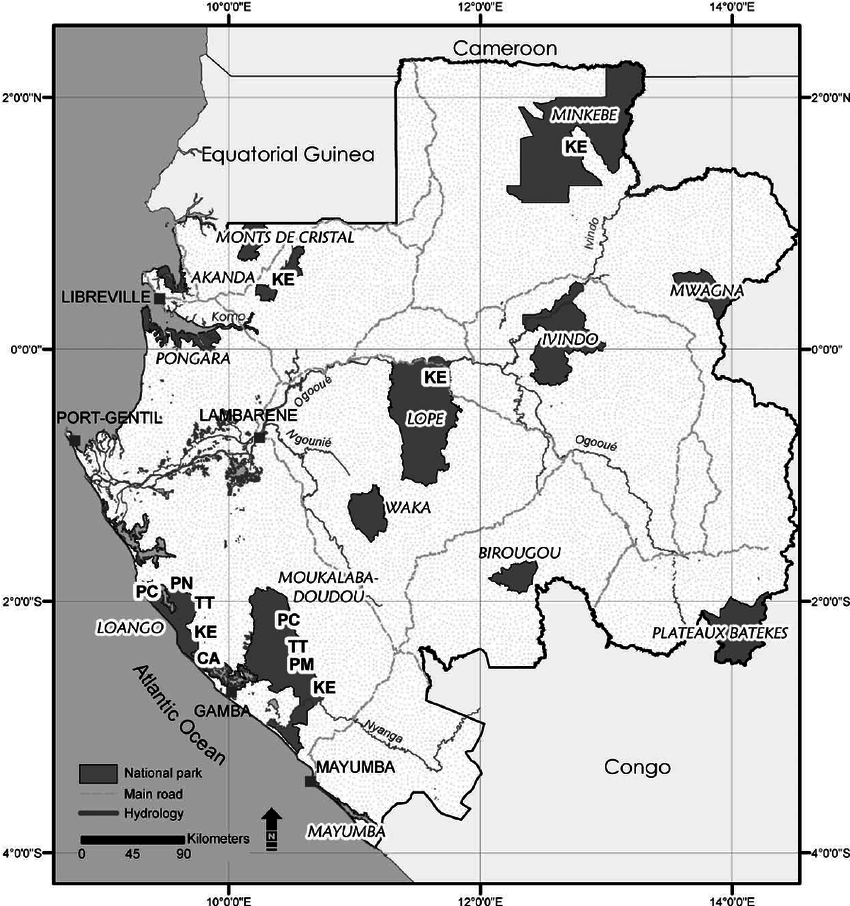 10°0'0"E 12°0'0"E 14°0'0"E
Cameroon
2°0'0"N 2°0'0"N
MINKEBE
KE
Equatorial Guinea
Ivindo
MONTS DE CRISTAL
AKANDA
KE
MWAGNA
LIBREVILLE
Komo
IVINDO
0°0'0" 0°0'0"
PONGARA
KE
Ogooué
PORT-GENTIL
LAMBARENE
LOPE
Ngounié
Ogooué
WAKA
BIROUGOU
MOUKALABA-
DOUDOU
PC
PN
TT
2°0'0"S 2°0'0"S
LOANGO
KE
CA
PC
TT
PM
KE
PLATEAUX BATEKES
Atlantic Ocean
GAMBA
Nyanga
MAYUMBA
Congo
National park
Main road
Hydrology
MAYUMBA
Kilometers
0 45 90
N
4°0'0"S 4°0'0"S
10°0'0"E 12°0'0"E 14°0'0"E